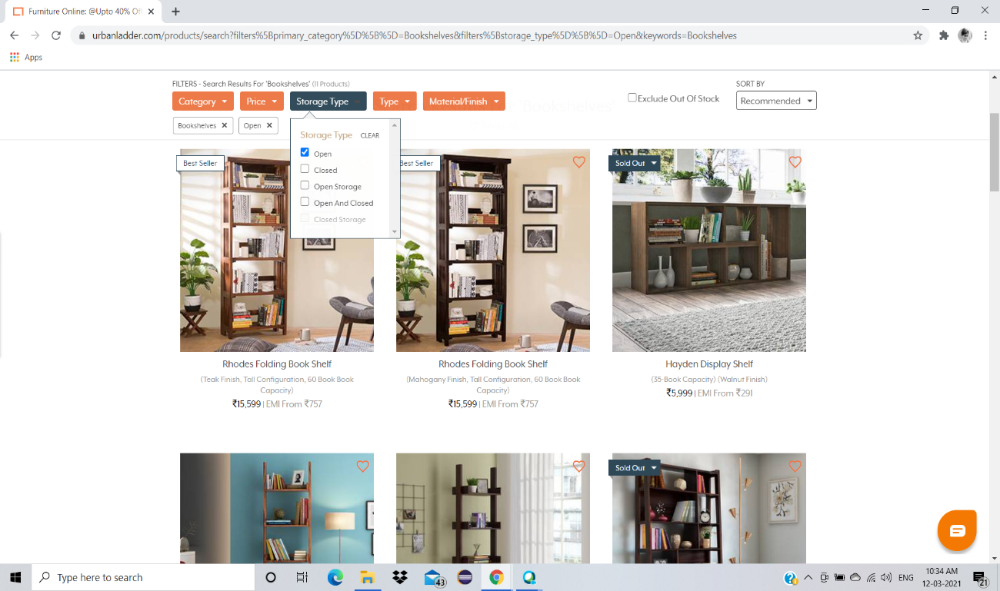 Furniture Online: @Upto 40% Of
urbanladder.com/products/search?filters%5Bprimary_category%5D%5B%5D=Bookshelves&filters%5Bstorage_type%5D%5B%5D=Open&keywords=Bookshelves
Apps
FILTERS - Search Results For 'Bookshelves' (11 Products)
SORT BY
Category
Price
Storage Type
Type
Material/Finish
'Bookshelves'
Exclude Out Of Stock
Recommended
Bookshelves
Open
Storage Type CLEAR
Open
Closed
Open Storage
Open And Closed
Closed Storage
Best Seller
Best Seller
Sold Out
Rhodes Folding Book Shelf
(Teak Finish, Tall Configuration, 60 Book Book
Capacity)
₹15,599 | EMI From ₹757
Rhodes Folding Book Shelf
(Mahogany Finish, Tall Configuration, 60 Book Book
Capacity)
₹15,599 | EMI From ₹757
Hayden Display Shelf
(35-Book Capacity) (Walnut Finish)
₹5,999 | EMI From ₹291
Sold Out
Type here to search
43
ENG
10:34 AM
12-03-2021
21